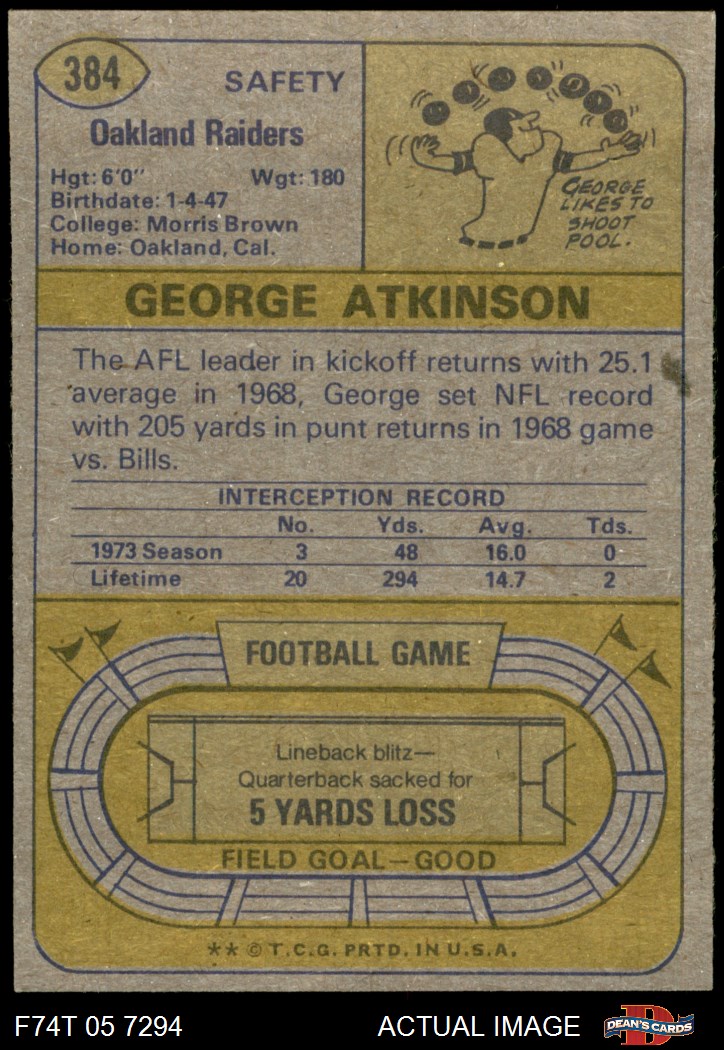 384
SAFETY
Oakland Raiders
Hgt: 6'0" Wgt: 180
Birthdate: 1-4-47
College: Morris Brown
Home: Oakland, Cal.
GEORGE
LIKES TO
SHOOT
POOL.
GEORGE ATKINSON
The AFL leader in kickoff returns with 25.1
average in 1968, George set NFL record
with 205 yards in punt returns in 1968 game
vs. Bills.
INTERCEPTION RECORD
No. Yds. Avg. Tds.
1973 Season 3 48 16.0 0
Lifetime 20 294 14.7 2
FOOTBALL GAME
Lineback blitz—
Quarterback sacked for
5 YARDS LOSS
FIELD GOAL—GOOD
** © T.C.G. PRTD. IN U.S.A.
F74T 05 7294 ACTUAL IMAGE
D
DEAN'S CARDS